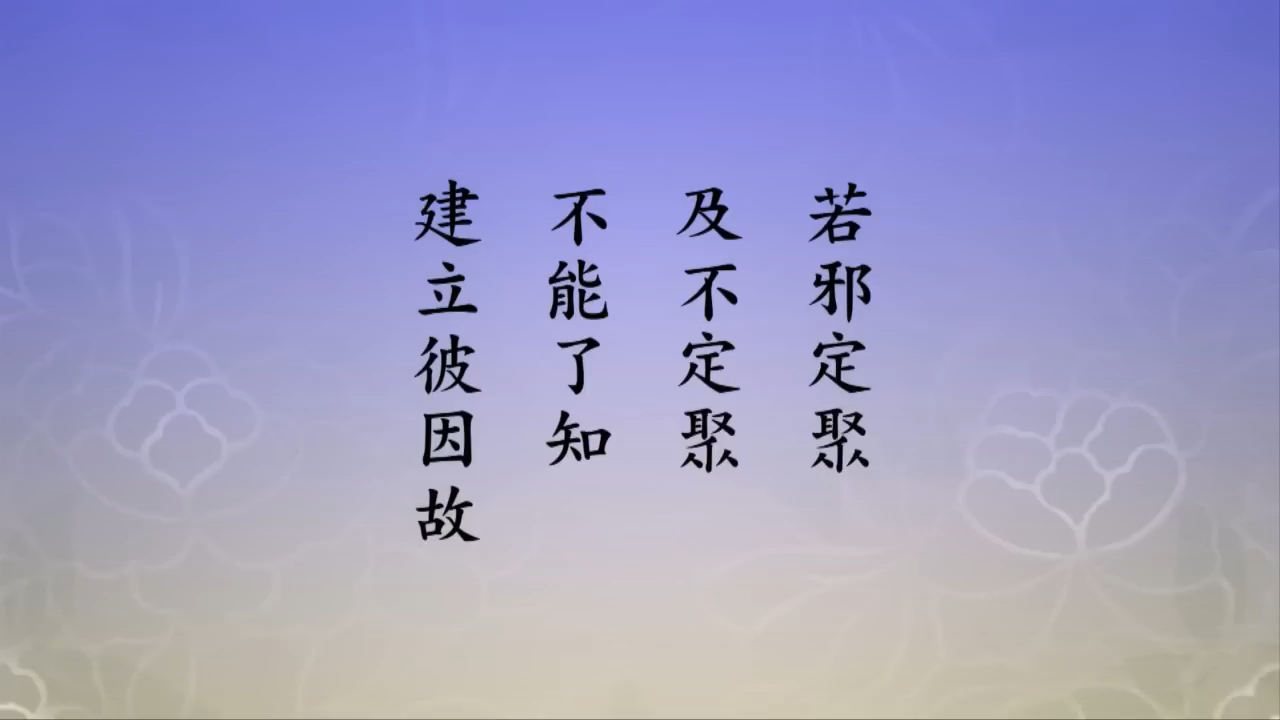 若邪定聚
及不定聚
不能了知
建立彼因故